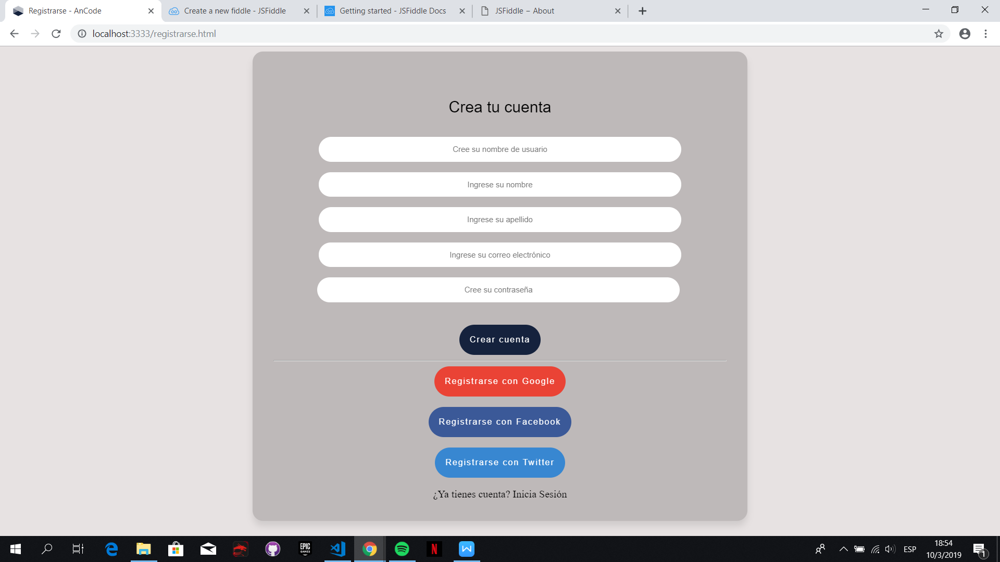 Registrarse - AnCode
Create a new fiddle - JSFiddle
Getting started - JSFiddle Docs
JSFiddle – About
localhost:3333/registrarse.html
Crea tu cuenta
Cree su nombre de usuario
Ingrese su nombre
Ingrese su apellido
Ingrese su correo electrónico
Cree su contraseña
Crear cuenta
Registrarse con Google
Registrarse con Facebook
Registrarse con Twitter
¿Ya tienes cuenta? Inicia Sesión
EPIC
GAMES
N
W
ESP
18:54
10/3/2019
1